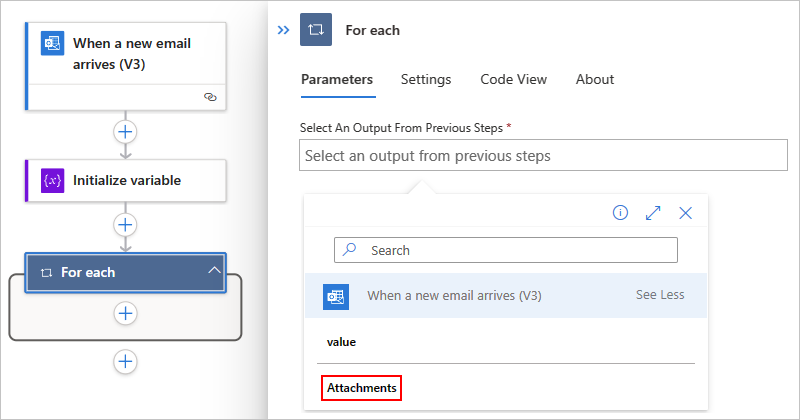 When a new email
arrives (V3)
{x} Initialize variable
For each
For each
Parameters Settings Code View About
Select An Output From Previous Steps *
Select an output from previous steps
Search
When a new email arrives (V3) See Less
value
Attachments